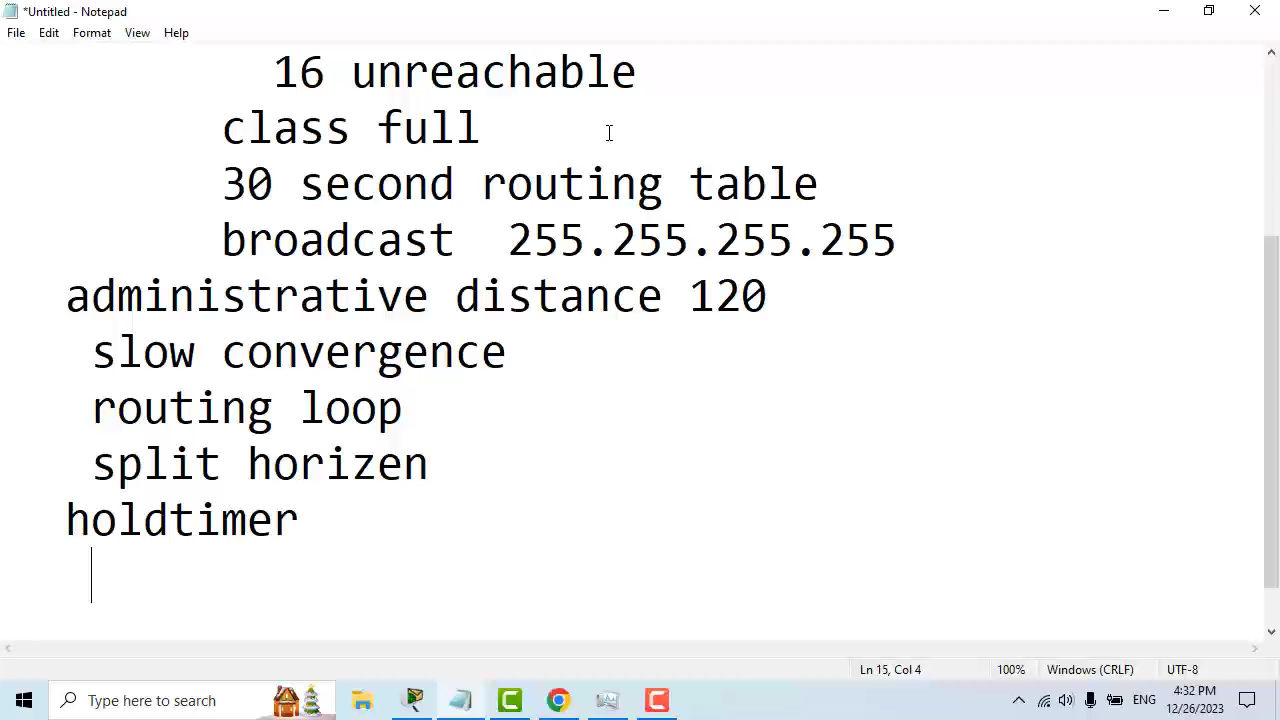 *Untitled - Notepad
File Edit Format View Help
16 unreachable
class full
30 second routing table
broadcast 255.255.255.255
administrative distance 120
slow convergence
routing loop
split horizen
holdtimer
Ln 15, Col 4 100% Windows (CRLF) UTF-8
Type here to search
ENG
4:32 PM
12/26/2023